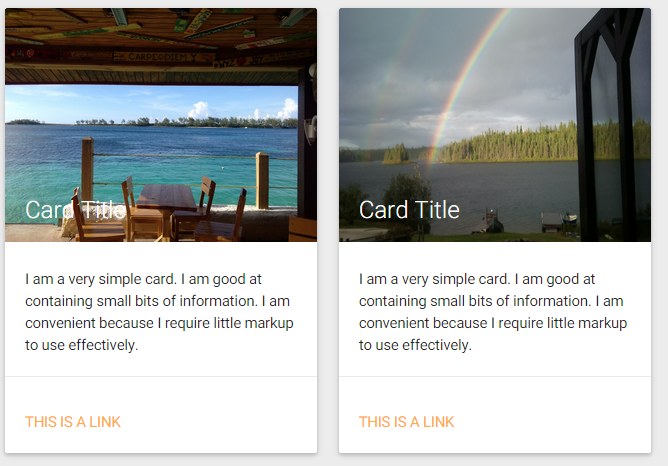 Card Title
I am a very simple card. I am good at
containing small bits of information. I am
convenient because I require little markup
to use effectively.
THIS IS A LINK
Card Title
I am a very simple card. I am good at
containing small bits of information. I am
convenient because I require little markup
to use effectively.
THIS IS A LINK